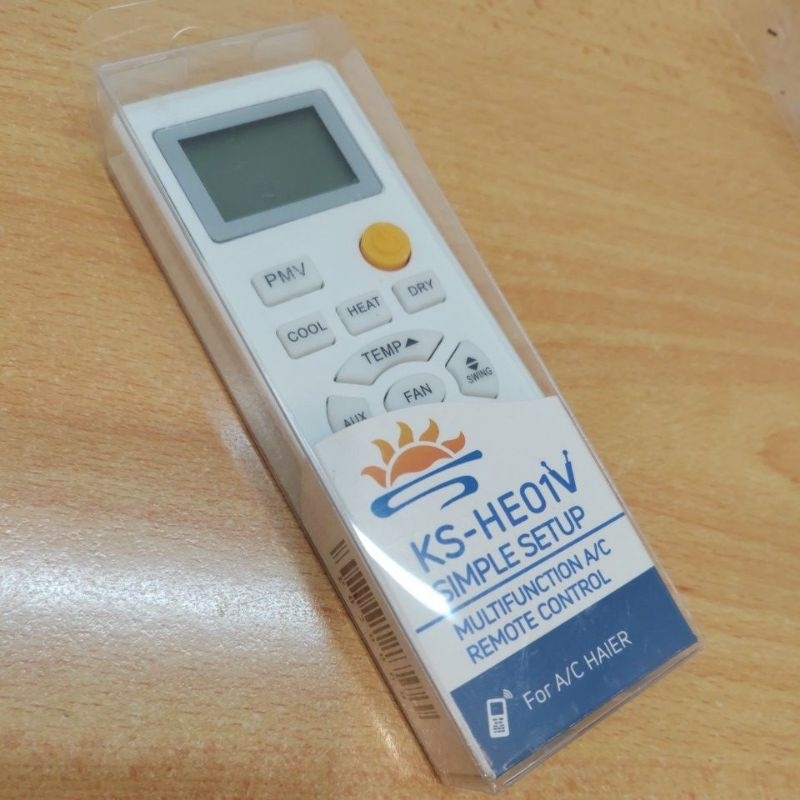 PMV
COOL HEAT DRY
TEMP▲
SWING
FAN
AUX
KS-HE01V
SIMPLE SETUP
MULTIFUNCTION A/C
REMOTE CONTROL
For A/C HAIER